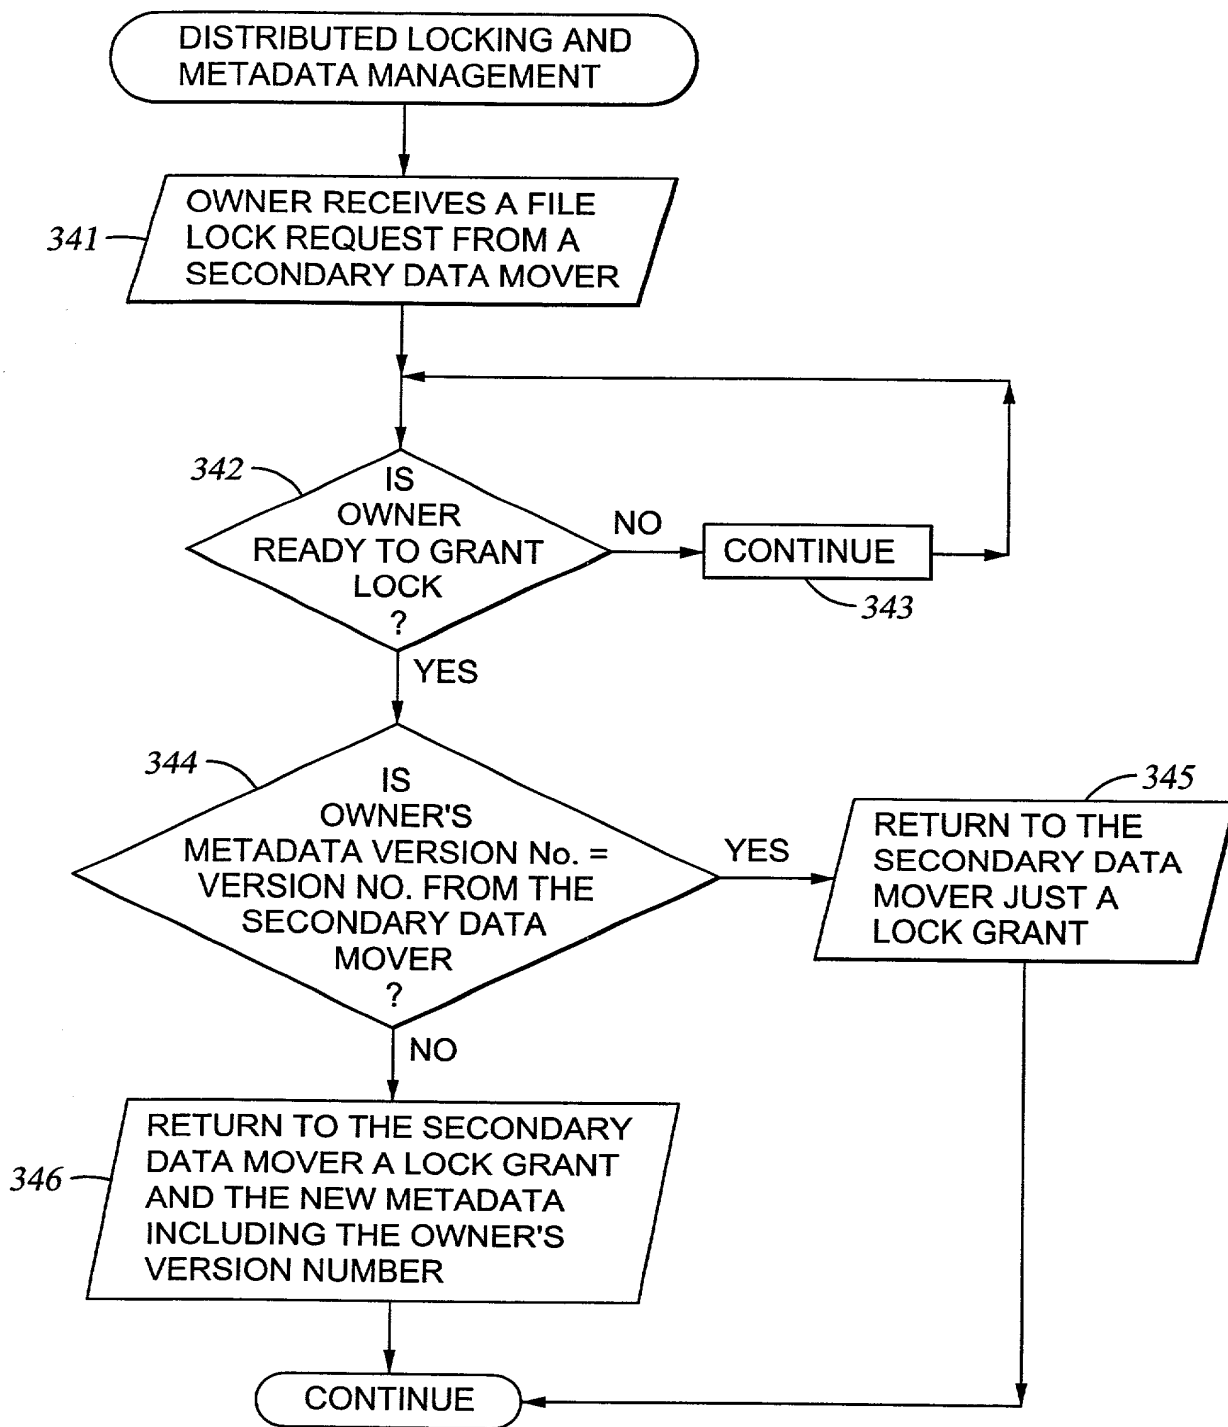 DISTRIBUTED LOCKING AND
METADATA MANAGEMENT
341
OWNER RECEIVES A FILE
LOCK REQUEST FROM A
SECONDARY DATA MOVER
342
IS
OWNER
READY TO GRANT
LOCK
?
NO
CONTINUE
343
YES
344
IS
OWNER'S
METADATA VERSION No. =
VERSION NO. FROM THE
SECONDARY DATA
MOVER
?
YES
345
RETURN TO THE
SECONDARY DATA
MOVER JUST A
LOCK GRANT
NO
346
RETURN TO THE SECONDARY
DATA MOVER A LOCK GRANT
AND THE NEW METADATA
INCLUDING THE OWNER'S
VERSION NUMBER
CONTINUE